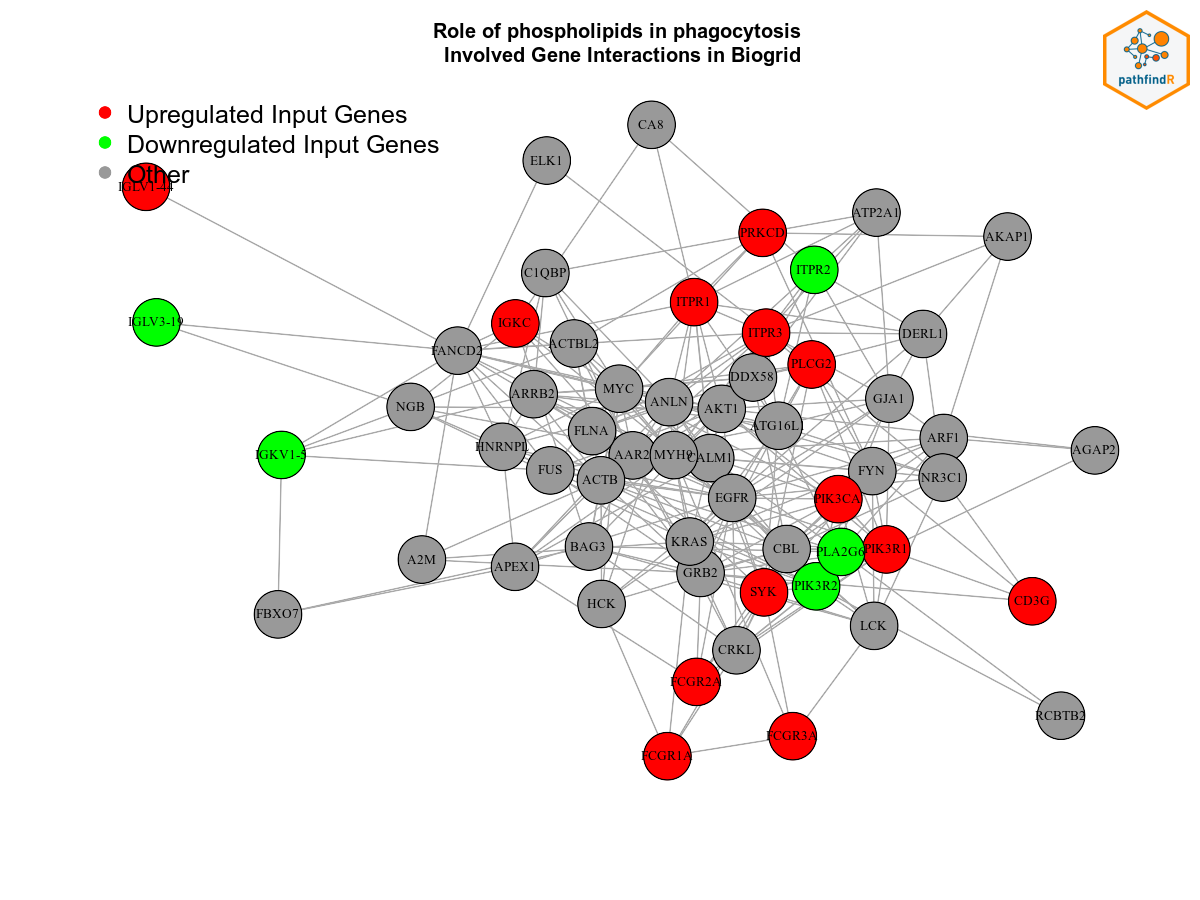 Role of phospholipids in phagocytosis
Involved Gene Interactions in Biogrid
pathfindR
Upregulated Input Genes
Downregulated Input Genes
Other
CA8
ELK1
IGLV1-44
ATP2A1
PRKCD
AKAP1
ITPR2
C1QBP
ITPR1
IGLV3-19
IGKC
ITPR3
DERL1
ACTBL2
FANCD2
PLCG2
DDX58
MYC
ARRB2
GJA1
ANLN
NGB
AKT1
ATG16L1
FLNA
ARF1
HNRNPL
AGAP2
IGKV1-5
AAR2
MYH9
CALM1
FUS
FYN
NR3C1
ACTB
EGFR
PIK3CA
KRAS
BAG3
CBL
PLA2G6
PIK3R1
A2M
APEX1
GRB2
PIK3R2
SYK
CD3G
HCK
FBXO7
LCK
CRKL
FCGR2A
RCBTB2
FCGR3A
FCGR1A